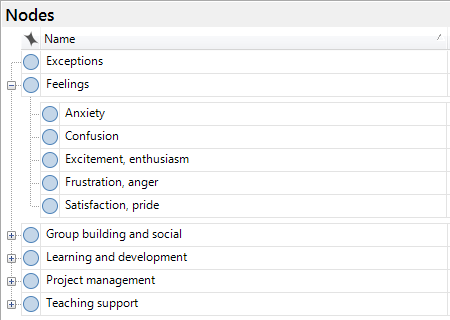 Nodes
Name
Exceptions
Feelings
Anxiety
Confusion
Excitement, enthusiasm
Frustration, anger
Satisfaction, pride
Group building and social
Learning and development
Project management
Teaching support